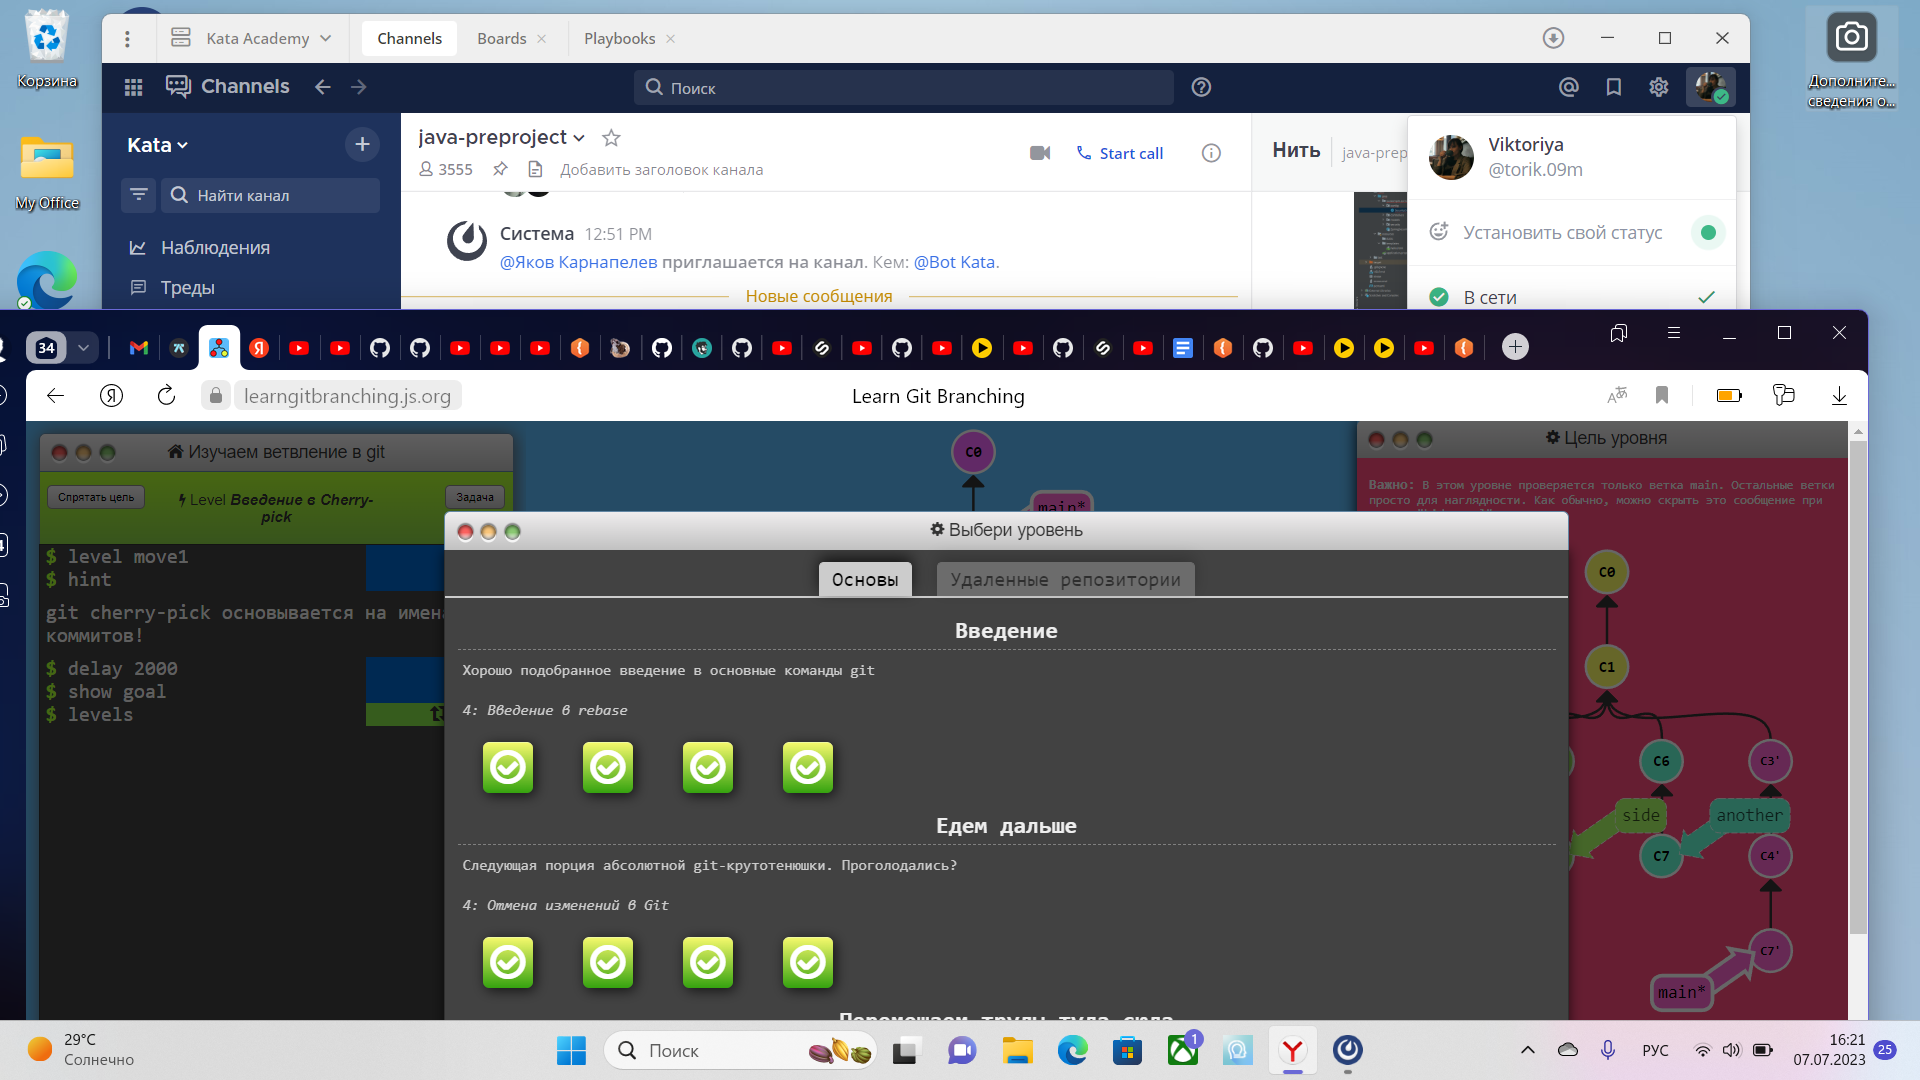 Корзина
My Office
Дополните...
сведения о...
Kata Academy
Channels
Boards
Playbooks
Channels
Поиск
Kata
Найти канал
Наблюдения
Треды
java-preproject
3555
Добавить заголовок канала
Start call
Нить
java-prep
Viktoriya
@torik.09m
Установить свой статус
В сети
Система 12:51 PM
@Яков Карнапелев приглашается на канал. Кем: @Bot Kata.
Новые сообщения
34
learngitbranching.js.org
Learn Git Branching
Изучаем ветвление в git
Спрятать цель
Level Введение в Cherry-
pick
Задача
$ level move1
$ hint
git cherry-pick основывается на имена
коммитов!
$ delay 2000
$ show goal
$ levels
C0
main*
Цель уровня
Важно: В этом уровне проверяется только ветка main. Остальные ветки
просто для наглядности. Как обычно, можно скрыть это сообщение при
C0
C1
C6
C3'
side
another
C7
C4'
C7'
main*
Выбери уровень
Основы
Удаленные репозитории
Введение
Хорошо подобранное введение в основные команды git
4: Введение в rebase
Едем дальше
Следующая порция абсолютной git-крутотенюшки. Проголодались?
4: Отмена изменений в Git
29°C
Солнечно
Поиск
1
РУС
16:21
07.07.2023
25